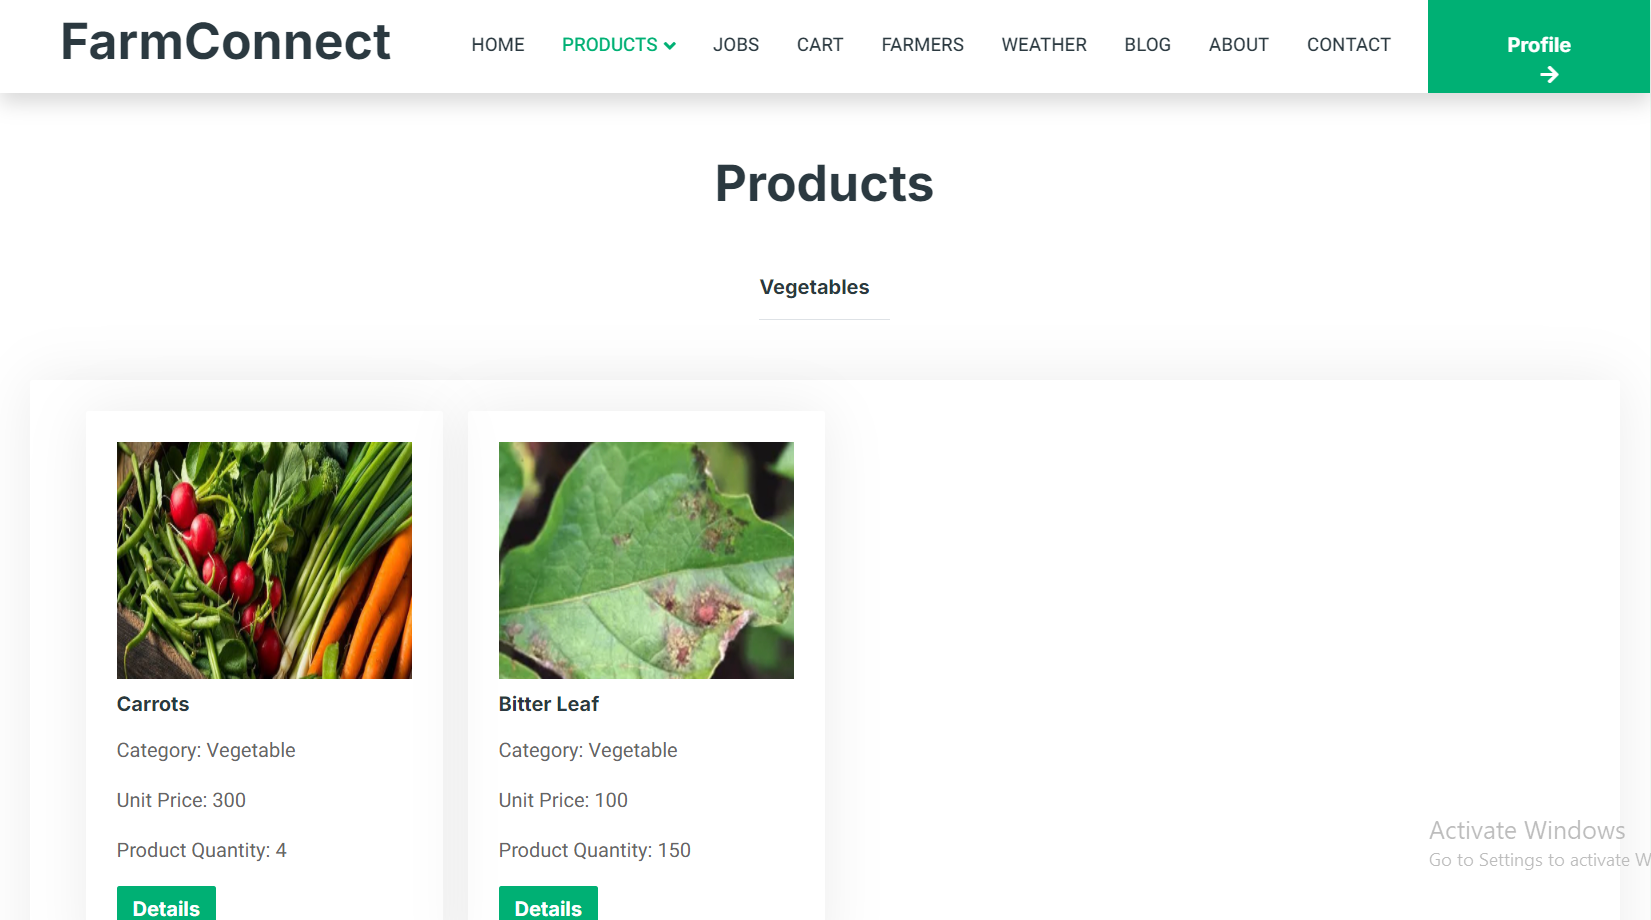 FarmConnect
HOME
PRODUCTS
JOBS
CART
FARMERS
WEATHER
BLOG
ABOUT
CONTACT
Profile
Products
Vegetables
Carrots
Category: Vegetable
Unit Price: 300
Product Quantity: 4
Details
Bitter Leaf
Category: Vegetable
Unit Price: 100
Product Quantity: 150
Details
Activate Windows
Go to Settings to activate W